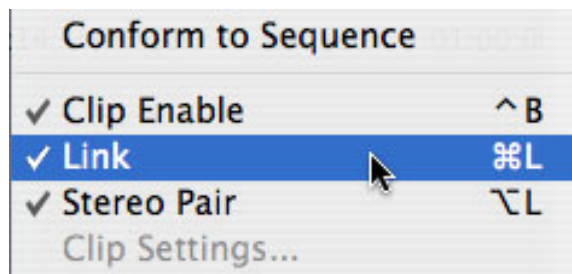 Conform to Sequence
✓ Clip Enable ^B
✓ Link ⌘L
✓ Stereo Pair ⌥L
Clip Settings...